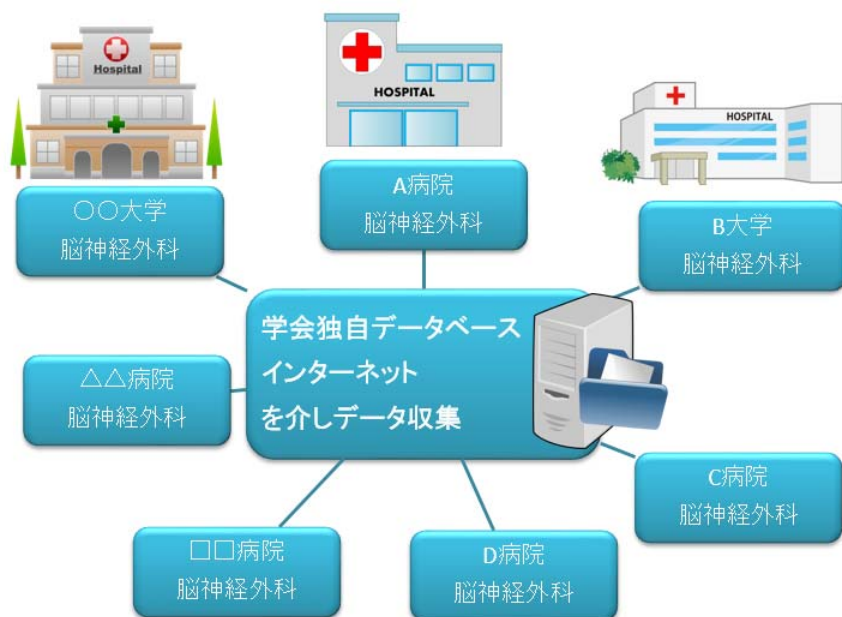 Hospital
HOSPITAL
HOSPITAL
〇〇大学
脳神経外科
A病院
脳神経外科
B大学
脳神経外科
学会独自データベース
インターネット
を介しデータ収集
△△病院
脳神経外科
C病院
脳神経外科
□□病院
脳神経外科
D病院
脳神経外科